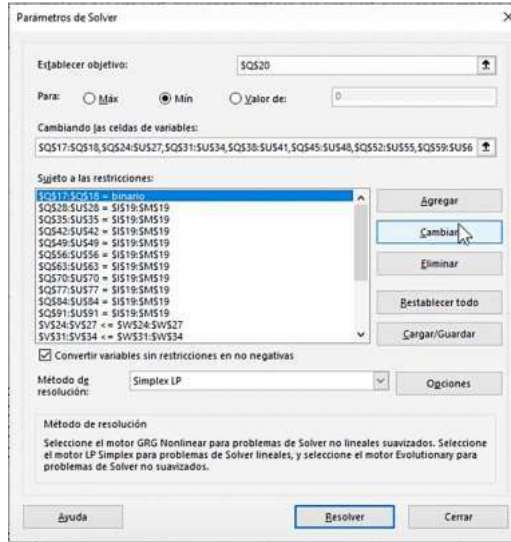 Parámetros de Solver
Establecer objetivo: $Q$20
Para: Máx Mín Valor de: 0
Cambiando las celdas de variables:
$Q$17:$Q$18,$Q$24:$U$27,$Q$31:$U$34,$Q$38:$U$41,$Q$45:$U$48,$Q$52:$U$55,$Q$59:$U$6
Sujeto a las restricciones:
$Q$17:$Q$18 = binario
$Q$28:$U$28 = $I$19:$M$19
$Q$35:$U$35 = $I$19:$M$19
$Q$42:$U$42 = $I$19:$M$19
$Q$49:$U$49 = $I$19:$M$19
$Q$56:$U$56 = $I$19:$M$19
$Q$63:$U$63 = $I$19:$M$19
$Q$70:$U$70 = $I$19:$M$19
$Q$77:$U$77 = $I$19:$M$19
$Q$84:$U$84 = $I$19:$M$19
$Q$91:$U$91 = $I$19:$M$19
$V$24:$V$27 <= $W$24:$W$27
$V$31:$V$34 <= $W$31:$W$34
Agregar
Cambiar
Eliminar
Restablecer todo
Cargar/Guardar
Convertir variables sin restricciones en no negativas
Método de resolución: Simplex LP Opciones
Método de resolución
Seleccione el motor GRG Nonlinear para problemas de Solver no lineales suavizados. Seleccione
el motor LP Simplex para problemas de Solver lineales, y seleccione el motor Evolutionary para
problemas de Solver no suavizados.
Ayuda Resolver Cerrar